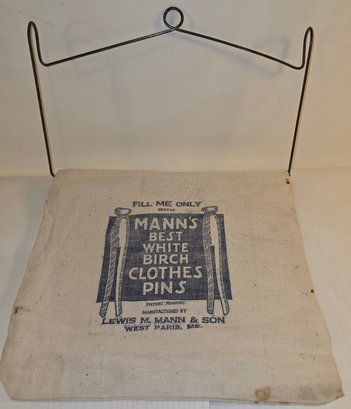 FILL ME ONLY
WITH
MANN'S
BEST
WHITE
BIRCH
CLOTHES
PINS
PATENT PENDING
MANUFACTURED BY
LEWIS M. MANN & SON
WEST PARIS, ME.